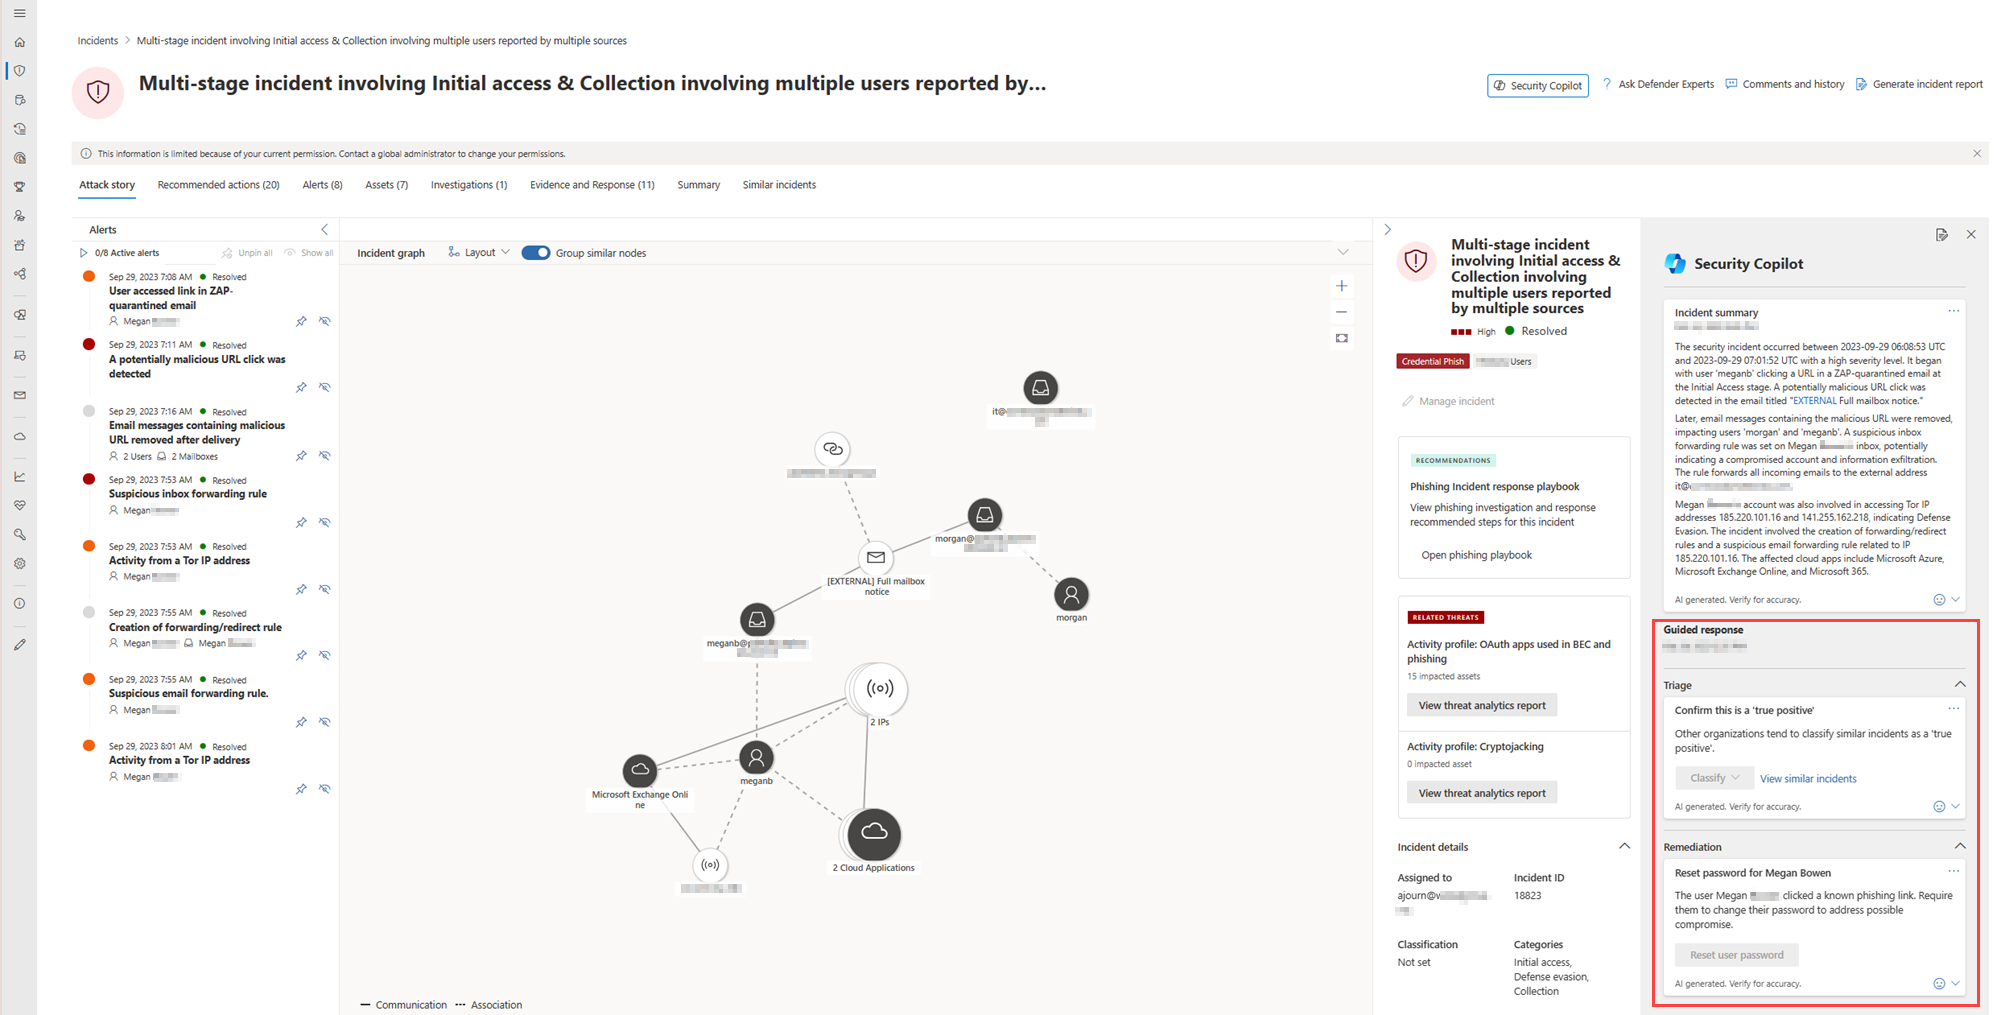 Incidents > Multi-stage incident involving Initial access & Collection involving multiple users reported by multiple sources
Multi-stage incident involving Initial access & Collection involving multiple users reported by...
Security Copilot
? Ask Defender Experts
Comments and history
Generate incident report
This information is limited because of your current permission. Contact a global administrator to change your permissions.
Attack story
Recommended actions (20)
Alerts (8)
Assets (7)
Investigations (1)
Evidence and Response (11)
Summary
Similar incidents
Alerts
0/8 Active alerts
Unpin all
Show all
Sep 29, 2023 7:08 AM Resolved
User accessed link in ZAP-
quarantined email
Megan
Sep 29, 2023 7:11 AM Resolved
A potentially malicious URL click was
detected
Sep 29, 2023 7:16 AM Resolved
Email messages containing malicious
URL removed after delivery
2 Users 2 Mailboxes
Sep 29, 2023 7:53 AM Resolved
Suspicious inbox forwarding rule
Megan
Sep 29, 2023 7:53 AM Resolved
Activity from a Tor IP address
Megan
Sep 29, 2023 7:55 AM Resolved
Creation of forwarding/redirect rule
Megan Megan
Sep 29, 2023 7:55 AM Resolved
Suspicious email forwarding rule.
Megan
Sep 29, 2023 8:01 AM Resolved
Activity from a Tor IP address
Megan
Incident graph
Layout
Group similar nodes
it@
morgan@
[EXTERNAL] Full mailbox
notice
morgan
meganb@
2 IPs
meganb
Microsoft Exchange Onli
ne
2 Cloud Applications
Communication
Association
Multi-stage incident
involving Initial access &
Collection involving
multiple users reported
by multiple sources
High Resolved
Credential Phish
Users
Manage incident
RECOMMENDATIONS
Phishing Incident response playbook
View phishing investigation and response
recommended steps for this incident
Open phishing playbook
RELATED THREATS
Activity profile: OAuth apps used in BEC and
phishing
15 impacted assets
View threat analytics report
Activity profile: Cryptojacking
0 impacted asset
View threat analytics report
Incident details
Assigned to
ajourn@
Incident ID
18823
Classification
Not set
Categories
Initial access,
Defense evasion,
Collection
Security Copilot
Incident summary
The security incident occurred between 2023-09-29 06:08:53 UTC
and 2023-09-29 07:01:52 UTC with a high severity level. It began
with user 'meganb' clicking a URL in a ZAP-quarantined email at
the Initial Access stage. A potentially malicious URL click was
detected in the email titled "EXTERNAL Full mailbox notice."
Later, email messages containing the malicious URL were removed,
impacting users 'morgan' and 'meganb'. A suspicious inbox
forwarding rule was set on Megan inbox, potentially
indicating a compromised account and information exfiltration.
The rule forwards all incoming emails to the external address
it@
Megan account was also involved in accessing Tor IP
addresses 185.220.101.16 and 141.255.162.218, indicating Defense
Evasion. The incident involved the creation of forwarding/redirect
rules and a suspicious email forwarding rule related to IP
185.220.101.16. The affected cloud apps include Microsoft Azure,
Microsoft Exchange Online, and Microsoft 365.
AI generated. Verify for accuracy.
Guided response
Triage
Confirm this is a 'true positive'
Other organizations tend to classify similar incidents as a 'true
positive'.
Classify
View similar incidents
AI generated. Verify for accuracy.
Remediation
Reset password for Megan Bowen
The user Megan clicked a known phishing link. Require
them to change their password to address possible
compromise.
Reset user password
AI generated. Verify for accuracy.